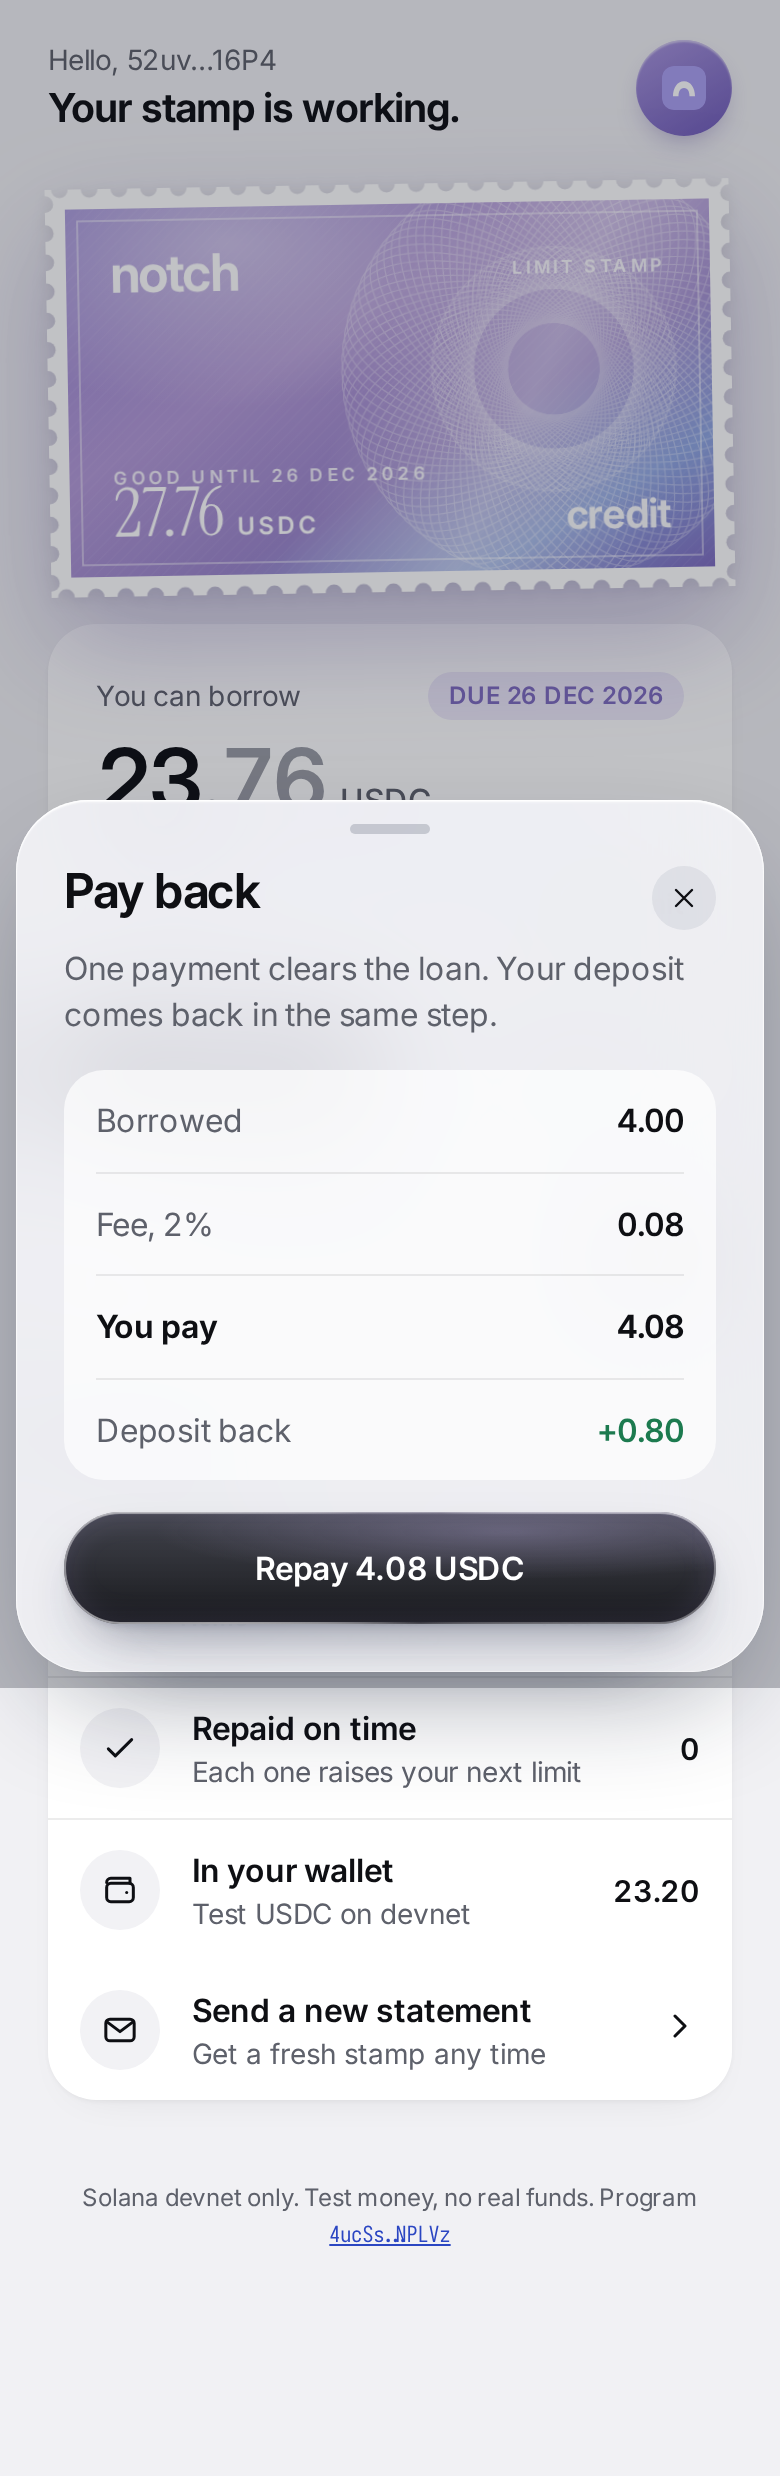 Hello, 52uv...16P4
Your stamp is working.
notch
LIMIT STAMP
GOOD UNTIL 26 DEC 2026
27.76 USDC
credit
You can borrow
DUE 26 DEC 2026
23.76 USDC
Pay back
One payment clears the loan. Your deposit
comes back in the same step.
Borrowed 4.00
Fee, 2% 0.08
You pay 4.08
Deposit back +0.80
Repay 4.08 USDC
Repaid on time
Each one raises your next limit
0
In your wallet
Test USDC on devnet
23.20
Send a new statement
Get a fresh stamp any time
Solana devnet only. Test money, no real funds. Program
4ucSs…NPLVz